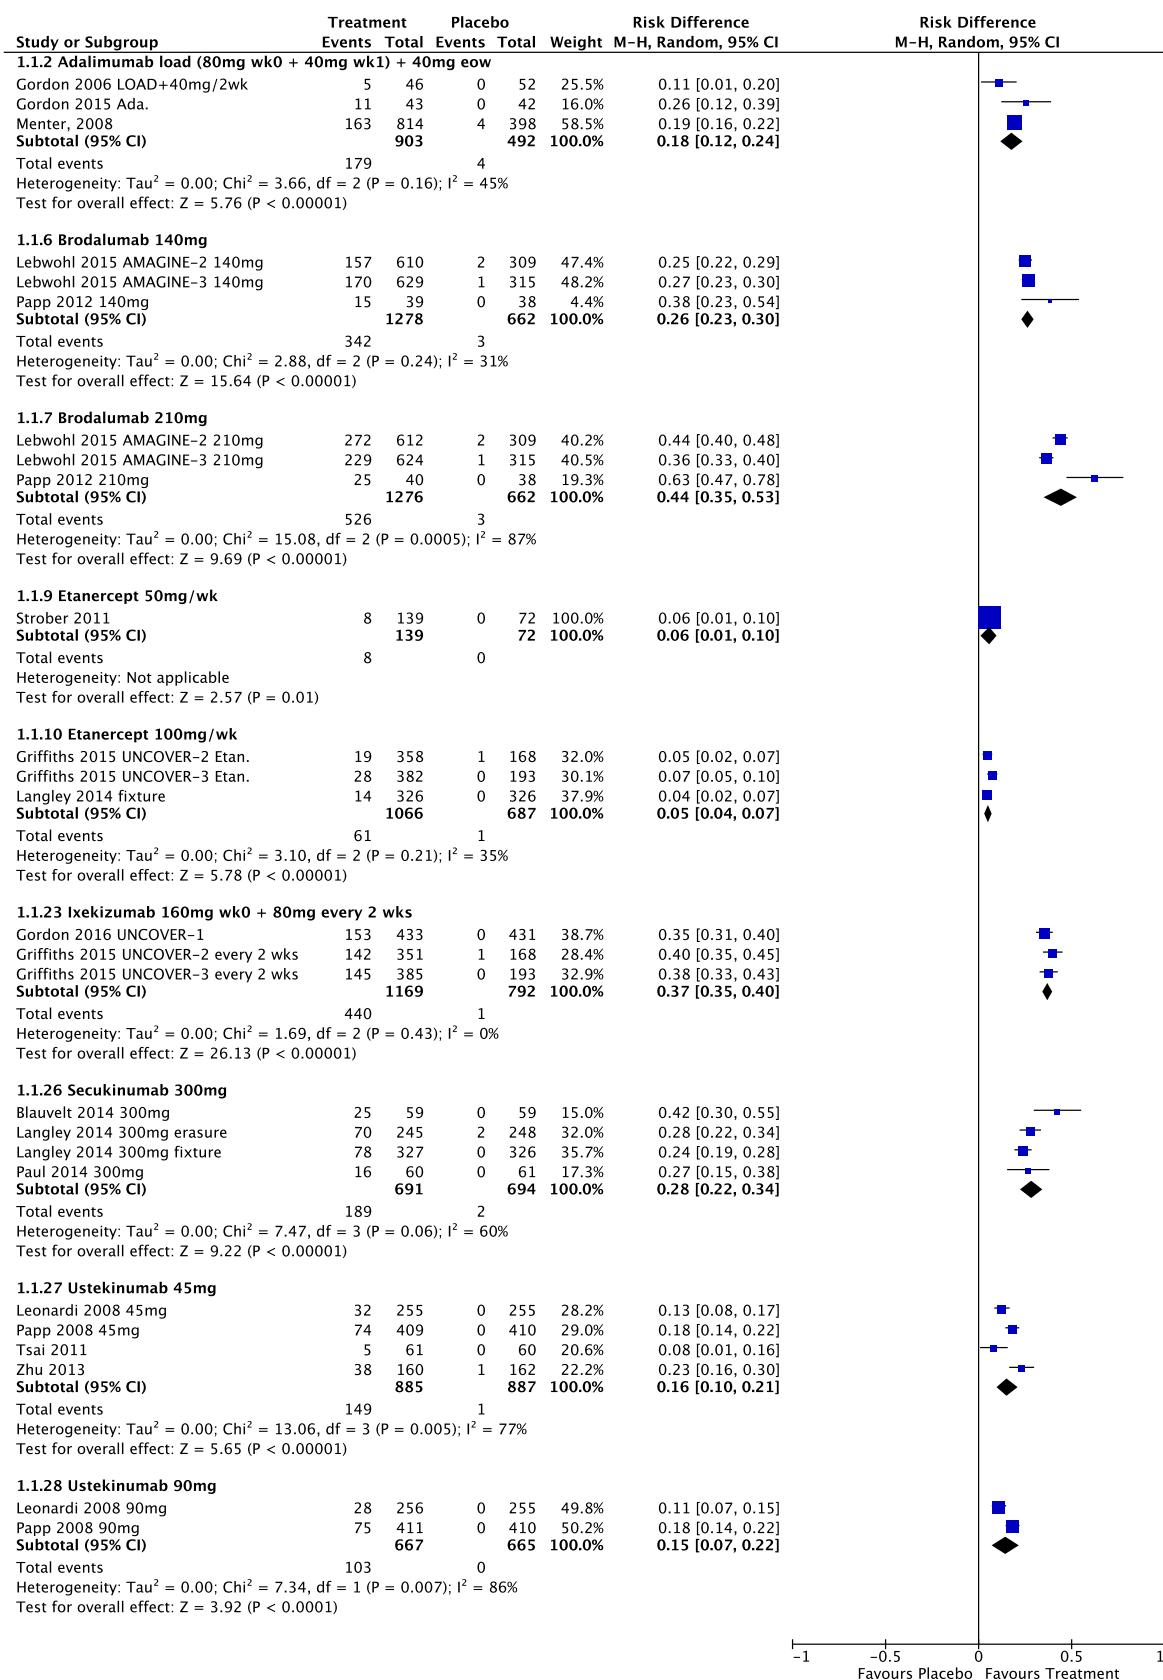 Treatment Placebo Risk Difference Risk Difference
Study or Subgroup Events Total Events Total Weight M-H, Random, 95% CI M-H, Random, 95% CI
1.1.2 Adalimumab load (80mg wk0 + 40mg wk1) + 40mg eow
Gordon 2006 LOAD+40mg/2wk 5 46 0 52 25.5% 0.11 [0.01, 0.20]
Gordon 2015 Ada. 11 43 0 42 16.0% 0.26 [0.12, 0.39]
Menter, 2008 163 814 4 398 58.5% 0.19 [0.16, 0.22]
Subtotal (95% CI) 903 492 100.0% 0.18 [0.12, 0.24]
Total events 179 4
Heterogeneity: Tau² = 0.00; Chi² = 3.66, df = 2 (P = 0.16); I² = 45%
Test for overall effect: Z = 5.76 (P < 0.00001)
1.1.6 Brodalumab 140mg
Lebwohl 2015 AMAGINE-2 140mg 157 610 2 309 47.4% 0.25 [0.22, 0.29]
Lebwohl 2015 AMAGINE-3 140mg 170 629 1 315 48.2% 0.27 [0.23, 0.30]
Papp 2012 140mg 15 39 0 38 4.4% 0.38 [0.23, 0.54]
Subtotal (95% CI) 1278 662 100.0% 0.26 [0.23, 0.30]
Total events 342 3
Heterogeneity: Tau² = 0.00; Chi² = 2.88, df = 2 (P = 0.24); I² = 31%
Test for overall effect: Z = 15.64 (P < 0.00001)
1.1.7 Brodalumab 210mg
Lebwohl 2015 AMAGINE-2 210mg 272 612 2 309 40.2% 0.44 [0.40, 0.48]
Lebwohl 2015 AMAGINE-3 210mg 229 624 1 315 40.5% 0.36 [0.33, 0.40]
Papp 2012 210mg 25 40 0 38 19.3% 0.63 [0.47, 0.78]
Subtotal (95% CI) 1276 662 100.0% 0.44 [0.35, 0.53]
Total events 526 3
Heterogeneity: Tau² = 0.00; Chi² = 15.08, df = 2 (P = 0.0005); I² = 87%
Test for overall effect: Z = 9.69 (P < 0.00001)
1.1.9 Etanercept 50mg/wk
Strober 2011 8 139 0 72 100.0% 0.06 [0.01, 0.10]
Subtotal (95% CI) 139 72 100.0% 0.06 [0.01, 0.10]
Total events 8 0
Heterogeneity: Not applicable
Test for overall effect: Z = 2.57 (P = 0.01)
1.1.10 Etanercept 100mg/wk
Griffiths 2015 UNCOVER-2 Etan. 19 358 1 168 32.0% 0.05 [0.02, 0.07]
Griffiths 2015 UNCOVER-3 Etan. 28 382 0 193 30.1% 0.07 [0.05, 0.10]
Langley 2014 fixture 14 326 0 326 37.9% 0.04 [0.02, 0.07]
Subtotal (95% CI) 1066 687 100.0% 0.05 [0.04, 0.07]
Total events 61 1
Heterogeneity: Tau² = 0.00; Chi² = 3.10, df = 2 (P = 0.21); I² = 35%
Test for overall effect: Z = 5.78 (P < 0.00001)
1.1.23 Ixekizumab 160mg wk0 + 80mg every 2 wks
Gordon 2016 UNCOVER-1 153 433 0 431 38.7% 0.35 [0.31, 0.40]
Griffiths 2015 UNCOVER-2 every 2 wks 142 351 1 168 28.4% 0.40 [0.35, 0.45]
Griffiths 2015 UNCOVER-3 every 2 wks 145 385 0 193 32.9% 0.38 [0.33, 0.43]
Subtotal (95% CI) 1169 792 100.0% 0.37 [0.35, 0.40]
Total events 440 1
Heterogeneity: Tau² = 0.00; Chi² = 1.69, df = 2 (P = 0.43); I² = 0%
Test for overall effect: Z = 26.13 (P < 0.00001)
1.1.26 Secukinumab 300mg
Blauvelt 2014 300mg 25 59 0 59 15.0% 0.42 [0.30, 0.55]
Langley 2014 300mg erasure 70 245 2 248 32.0% 0.28 [0.22, 0.34]
Langley 2014 300mg fixture 78 327 0 326 35.7% 0.24 [0.19, 0.28]
Paul 2014 300mg 16 60 0 61 17.3% 0.27 [0.15, 0.38]
Subtotal (95% CI) 691 694 100.0% 0.28 [0.22, 0.34]
Total events 189 2
Heterogeneity: Tau² = 0.00; Chi² = 7.47, df = 3 (P = 0.06); I² = 60%
Test for overall effect: Z = 9.22 (P < 0.00001)
1.1.27 Ustekinumab 45mg
Leonardi 2008 45mg 32 255 0 255 28.2% 0.13 [0.08, 0.17]
Papp 2008 45mg 74 409 0 410 29.0% 0.18 [0.14, 0.22]
Tsai 2011 5 61 0 60 20.6% 0.08 [0.01, 0.16]
Zhu 2013 38 160 1 162 22.2% 0.23 [0.16, 0.30]
Subtotal (95% CI) 885 887 100.0% 0.16 [0.10, 0.21]
Total events 149 1
Heterogeneity: Tau² = 0.00; Chi² = 13.06, df = 3 (P = 0.005); I² = 77%
Test for overall effect: Z = 5.65 (P < 0.00001)
1.1.28 Ustekinumab 90mg
Leonardi 2008 90mg 28 256 0 255 49.8% 0.11 [0.07, 0.15]
Papp 2008 90mg 75 411 0 410 50.2% 0.18 [0.14, 0.22]
Subtotal (95% CI) 667 665 100.0% 0.15 [0.07, 0.22]
Total events 103 0
Heterogeneity: Tau² = 0.00; Chi² = 7.34, df = 1 (P = 0.007); I² = 86%
Test for overall effect: Z = 3.92 (P < 0.0001)
-1 -0.5 0 0.5 1
Favours Placebo Favours Treatment